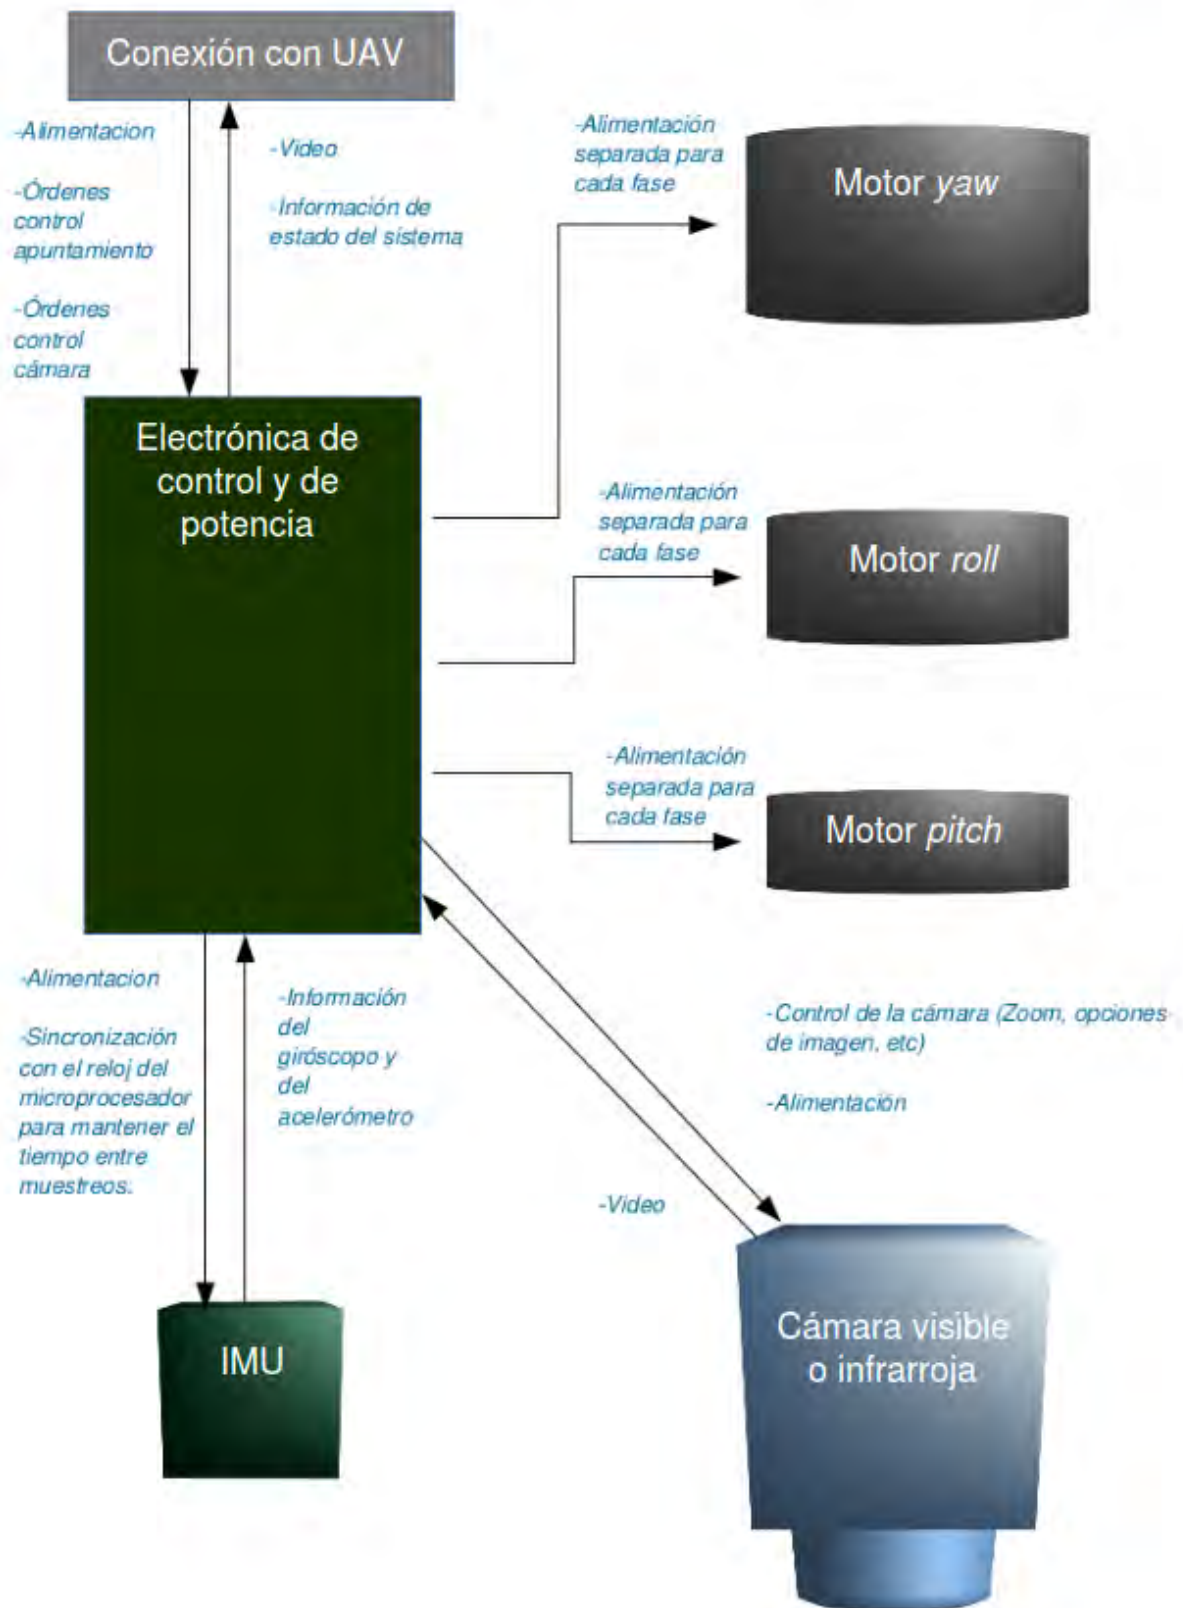 Conexión con UAV
-Alimentacion
-Órdenes
control
apuntamiento
-Órdenes
control
cámara
-Video
-Información de
estado del sistema
-Alimentación
separada para
cada fase
Motor yaw
Electrónica de
control y de
potencia
-Alimentación
separada para
cada fase
Motor roll
-Alimentación
separada para
cada fase
Motor pitch
-Alimentacion
-Sincronización
con el reloj del
microprocesador
para mantener el
tiempo entre
muestreos.
-Información
del
giróscopo y
del
acelerómetro
-Control de la cámara (Zoom, opciones
de imagen, etc)
-Alimentación
-Video
IMU
Cámara visible
o infrarroja